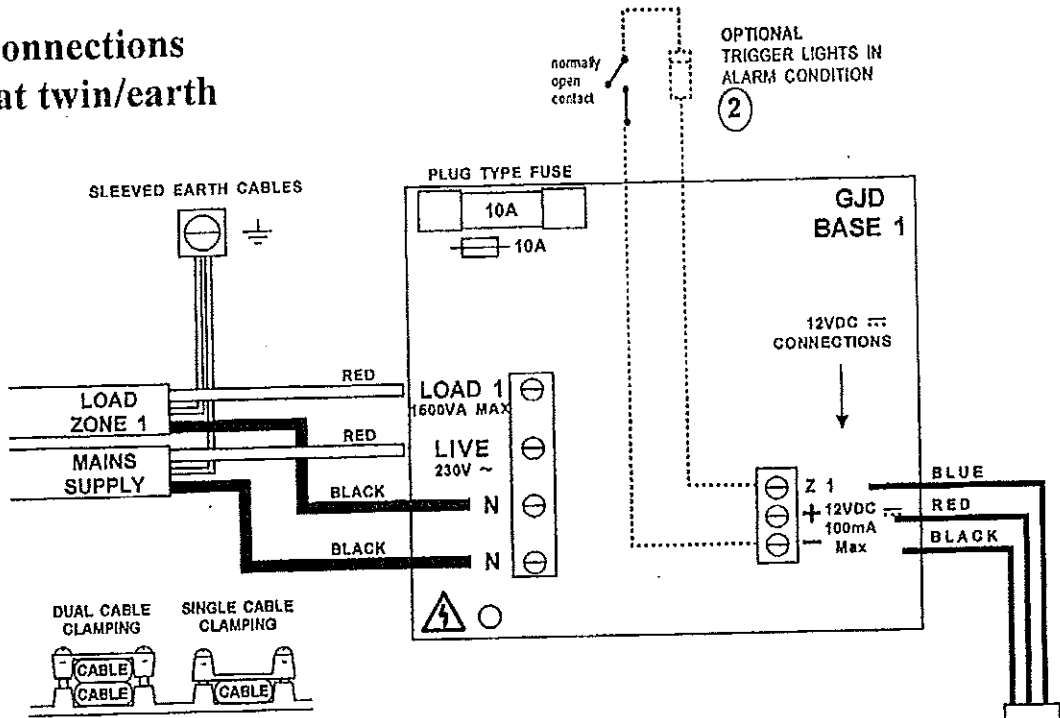 onnections
at twin/earth
normally
open
contact
OPTIONAL
TRIGGER LIGHTS IN
ALARM CONDITION
2
SLEEVED EARTH CABLES
PLUG TYPE FUSE
10A
10A
GJD
BASE 1
12VDC
CONNECTIONS
RED
LOAD
ZONE 1
LOAD 1
1500VA MAX
RED
MAINS
SUPPLY
LIVE
230V ~
BLACK
N
BLACK
N
Z 1
+ 12VDC
100mA
– Max
BLUE
RED
BLACK
DUAL CABLE
CLAMPING
SINGLE CABLE
CLAMPING
CABLE
CABLE
CABLE